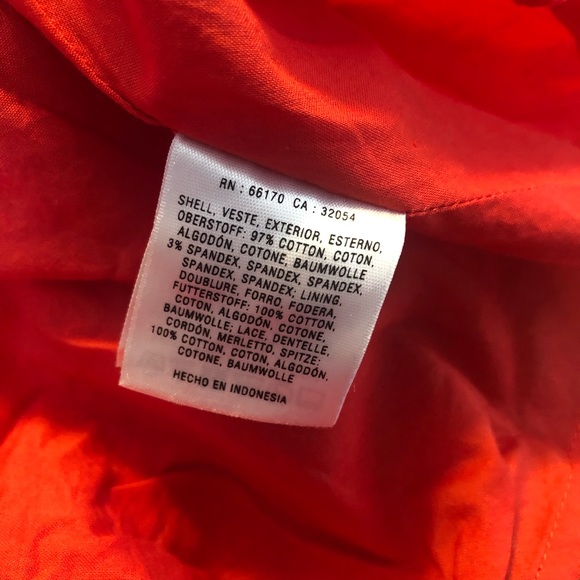 RN : 66170 CA : 32054
SHELL, VESTE, EXTERIOR, ESTERNO,
OBERSTOFF: 97% COTTON, COTON,
ALGODÓN, COTONE, BAUMWOLLE
3% SPANDEX, SPANDEX, SPANDEX,
SPANDEX, SPANDEX; LINING,
DOUBLURE, FORRO, FODERA,
FUTTERSTOFF: 100% COTTON,
COTON, ALGODÓN, COTONE,
BAUMWOLLE; LACE, DENTELLE,
CORDÓN, MERLETTO, SPITZE:
100% COTTON, COTON, ALGODÓN,
COTONE, BAUMWOLLE
HECHO EN INDONESIA